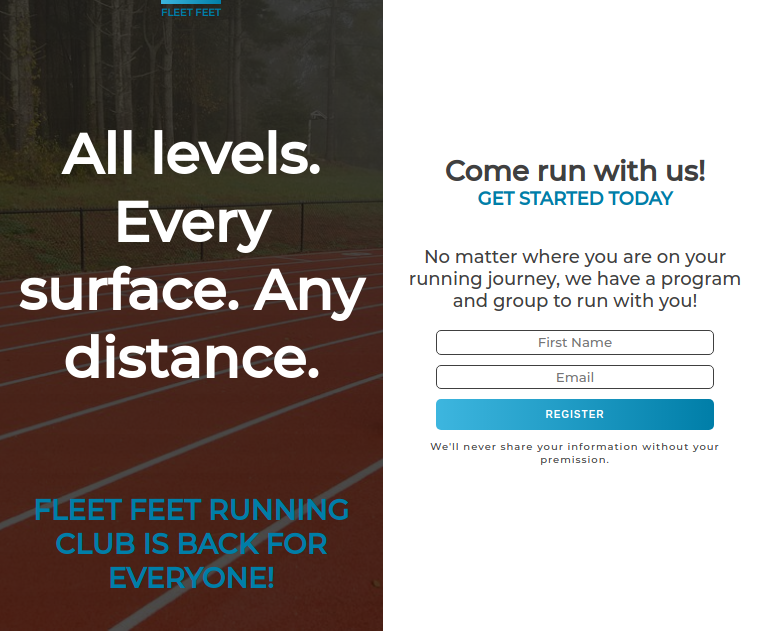 FLEET FEET
All levels.
Every
surface. Any
distance.
FLEET FEET RUNNING
CLUB IS BACK FOR
EVERYONE!
Come run with us!
GET STARTED TODAY
No matter where you are on your
running journey, we have a program
and group to run with you!
First Name
Email
REGISTER
We'll never share your information without your
premission.